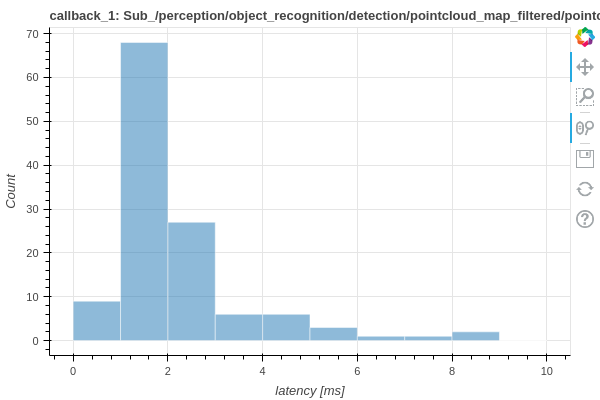 callback_1: Sub_/perception/object_recognition/detection/pointcloud_map_filtered/pointc
70
60
50
40
30
20
10
0
Count
0 2 4 6 8 10
latency [ms]